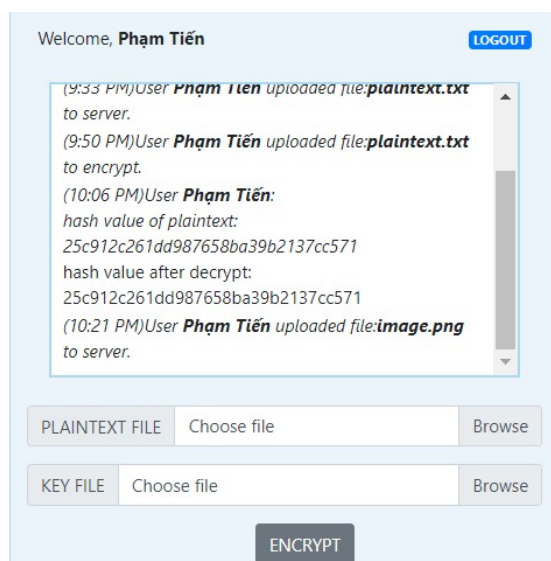 Welcome, Phạm Tiến
LOGOUT
(9:33 PM)User Phạm Tiến uploaded file:plaintext.txt
to server.
(9:50 PM)User Phạm Tiến uploaded file:plaintext.txt
to encrypt.
(10:06 PM)User Phạm Tiến:
hash value of plaintext:
25c912c261dd987658ba39b2137cc571
hash value after decrypt:
25c912c261dd987658ba39b2137cc571
(10:21 PM)User Phạm Tiến uploaded file:image.png
to server.
PLAINTEXT FILE Choose file Browse
KEY FILE Choose file Browse
ENCRYPT